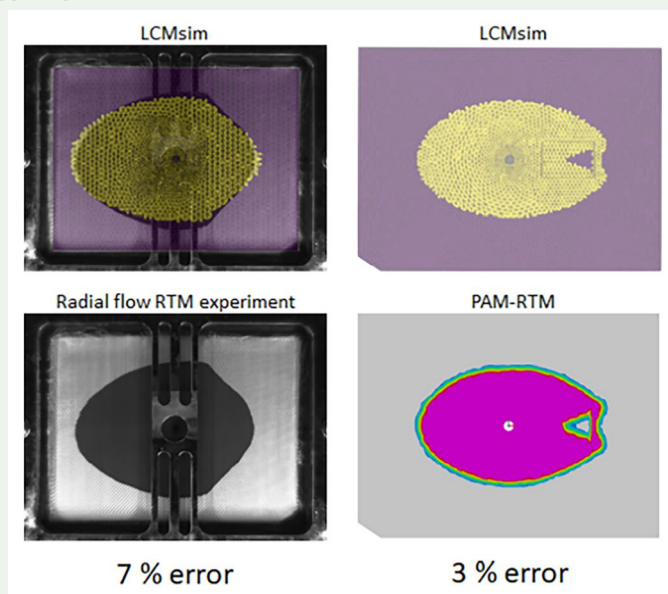 LCMsim
LCMsim
Radial flow RTM experiment
PAM-RTM
7 % error
3 % error